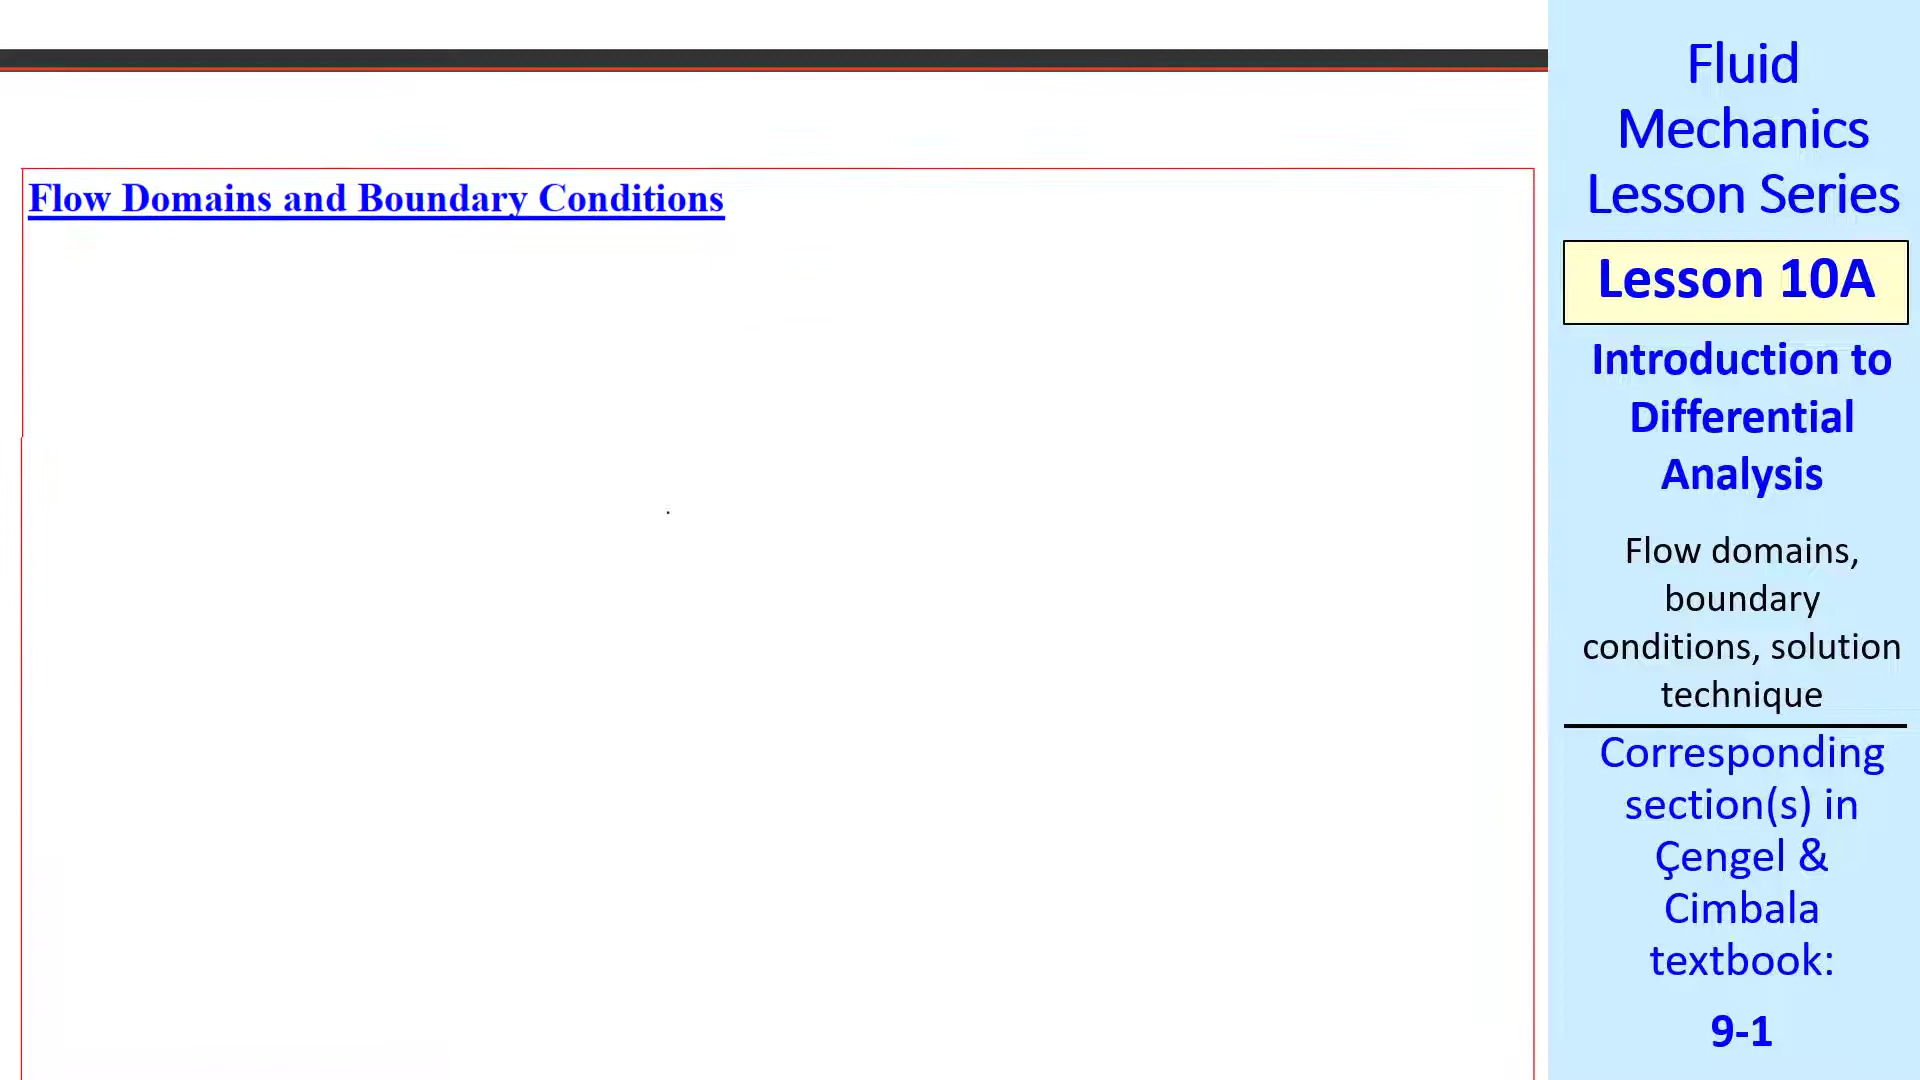 Flow Domains and Boundary Conditions
Fluid
Mechanics
Lesson Series
Lesson 10A
Introduction to
Differential
Analysis
Flow domains,
boundary
conditions, solution
technique
Corresponding
section(s) in
Çengel &
Cimbala
textbook:
9-1